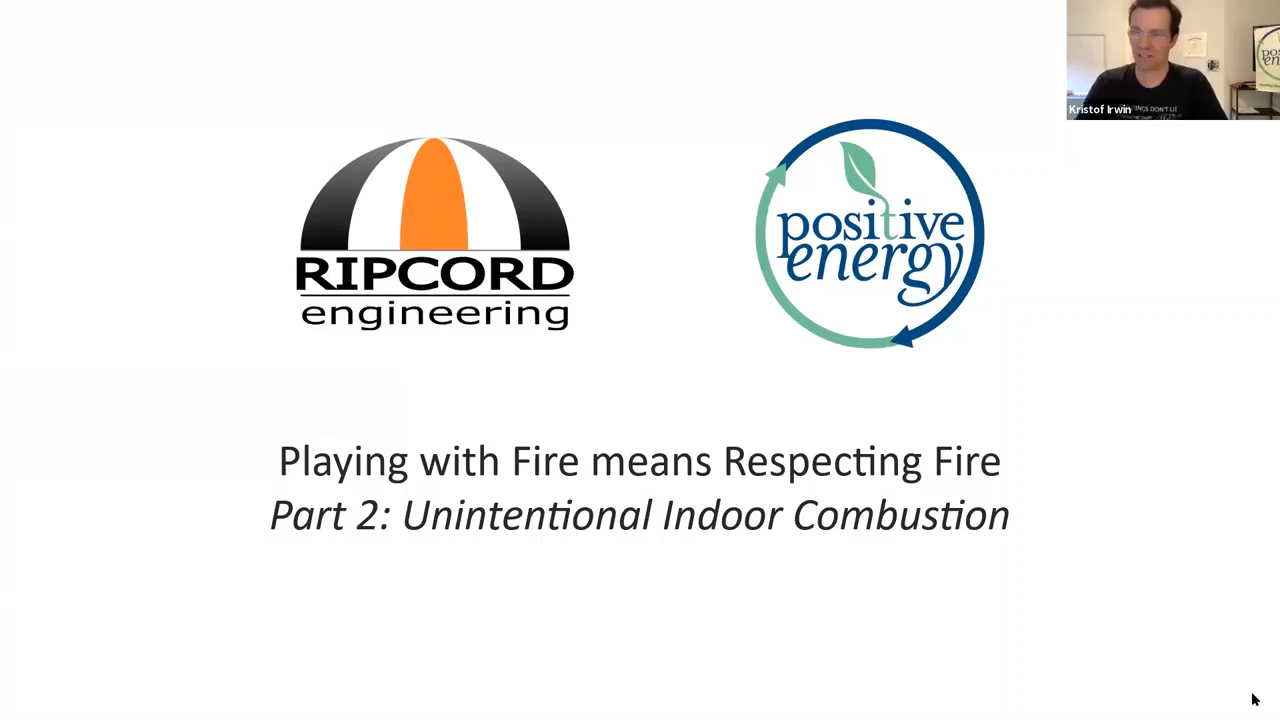 Kristof Irwin
RIPCORD
engineering
positive
energy
Playing with Fire means Respecting Fire
Part 2: Unintentional Indoor Combustion